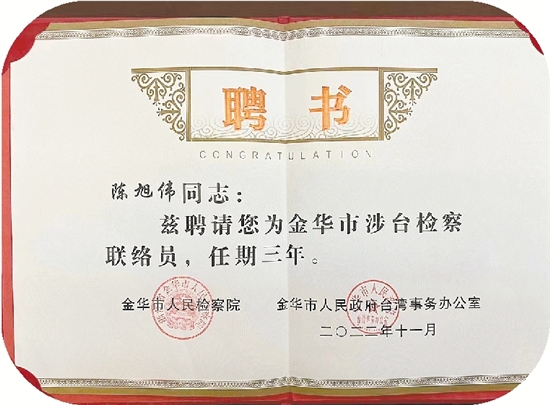 聘书
CONGRATULATION
陈旭伟同志：
兹聘请您为金华市涉台检察
联络员，任期三年。
金华市人民检察院 金华市人民政府台湾事务办公室
二〇二二年十一月